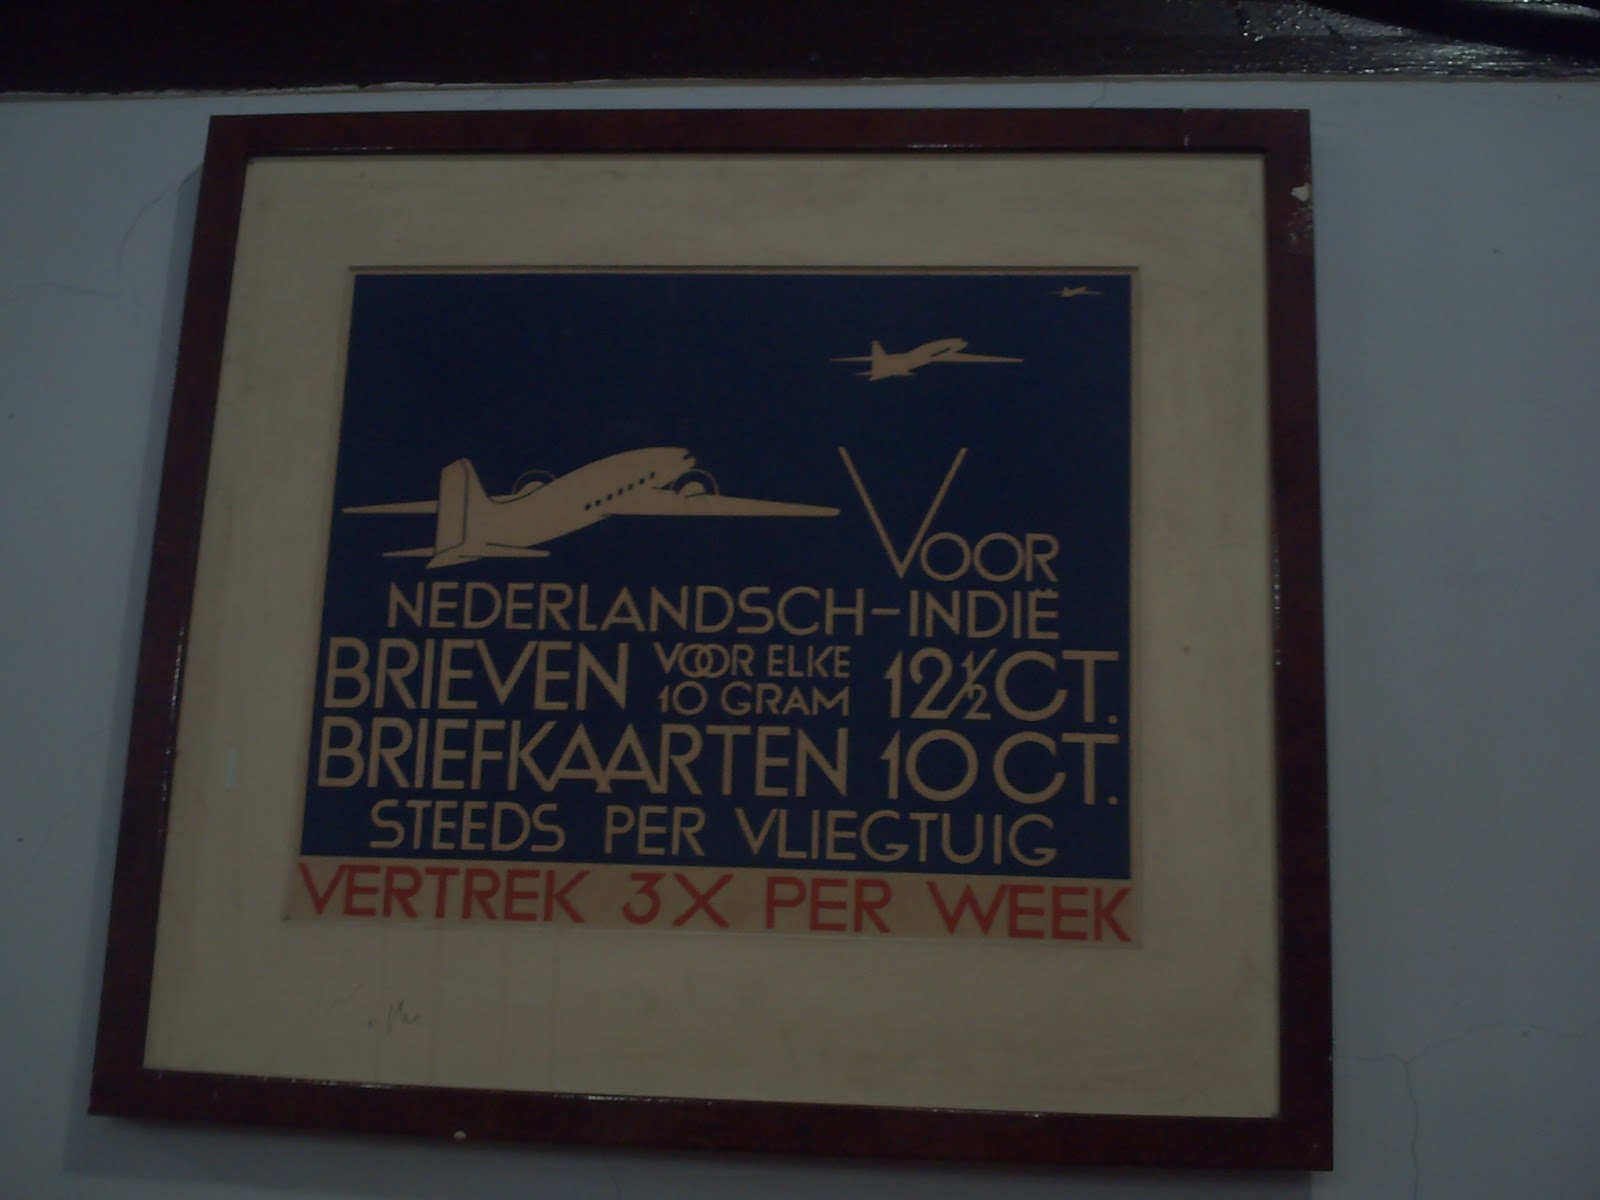 VOOR
NEDERLANDSCH-INDIË
BRIEVEN VOOR ELKE 10 GRAM 12½ CT.
BRIEFKAARTEN 10 CT.
STEEDS PER VLIEGTUIG
VERTREK 3X PER WEEK